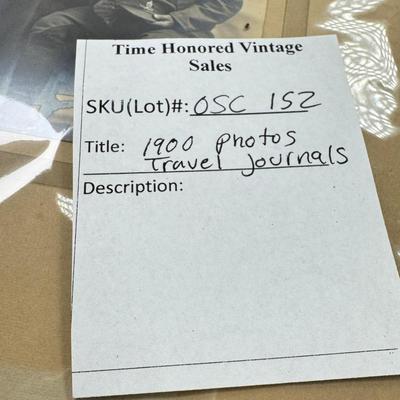 Time Honored Vintage
Sales
SKU(Lot)#: OSC 152
Title: 1900 photos
Travel Journals
Description: